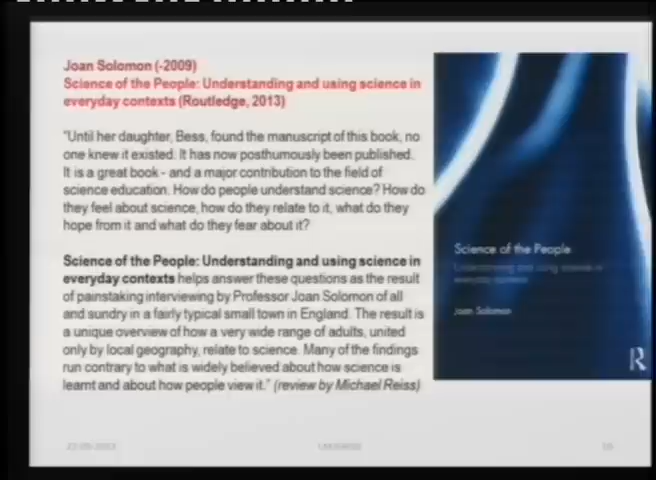 Joan Solomon (-2009)
Science of the People: Understanding and using science in
everyday contexts (Routledge, 2013)
"Until her daughter, Bess, found the manuscript of this book, no
one knew it existed. It has now posthumously been published.
It is a great book - and a major contribution to the field of
science education. How do people understand science? How do
they feel about science, how do they relate to it, what do they
hope from it and what do they fear about it?
Science of the People: Understanding and using science in
everyday contexts helps answer these questions as the result
of painstaking interviewing by Professor Joan Solomon of all
and sundry in a fairly typical small town in England. The result is
a unique overview of how a very wide range of adults, united
only by local geography, relate to science. Many of the findings
run contrary to what is widely believed about how science is
learnt and about how people view it." (review by Michael Reiss)
Science of the People
Understanding and using science in
everyday contexts
Joan Solomon
R